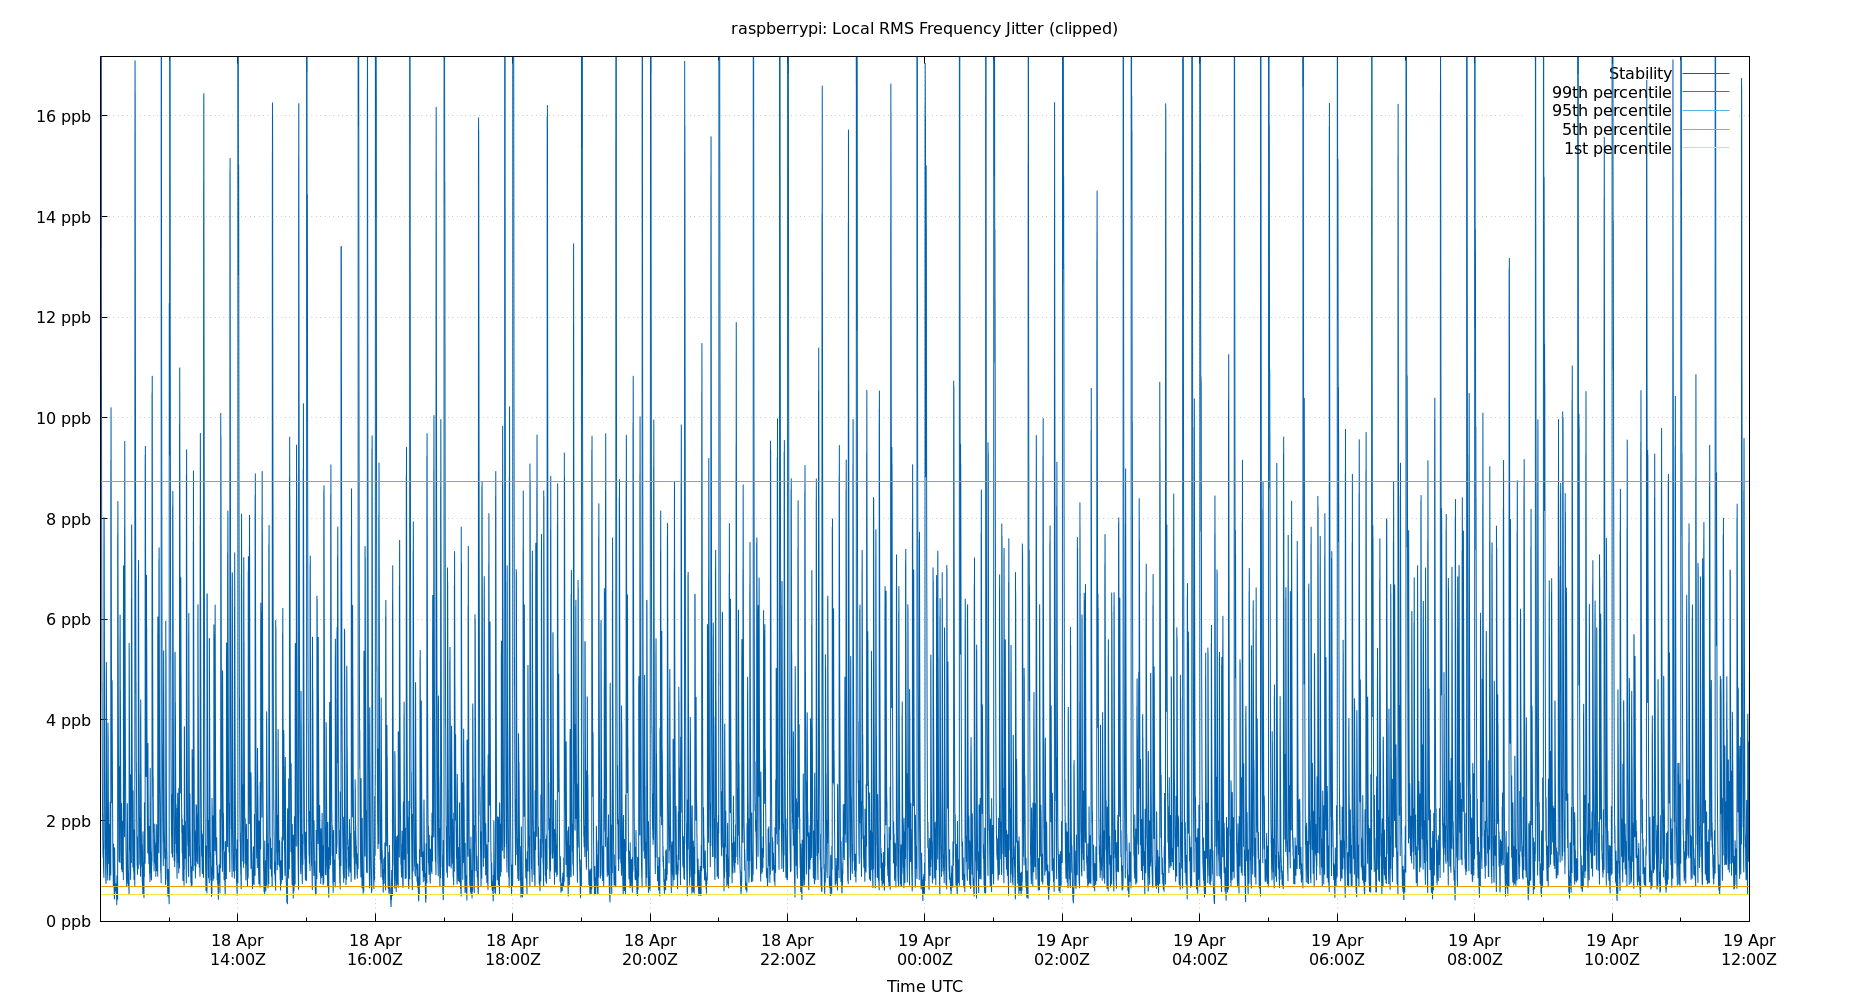 raspberrypi: Local RMS Frequency Jitter (clipped)
Stability
99th percentile
95th percentile
5th percentile
1st percentile
16 ppb
14 ppb
12 ppb
10 ppb
8 ppb
6 ppb
4 ppb
2 ppb
0 ppb
18 Apr 18 Apr 18 Apr 18 Apr 18 Apr 19 Apr 19 Apr 19 Apr 19 Apr 19 Apr 19 Apr 19 Apr
14:00Z 16:00Z 18:00Z 20:00Z 22:00Z 00:00Z 02:00Z 04:00Z 06:00Z 08:00Z 10:00Z 12:00Z
Time UTC